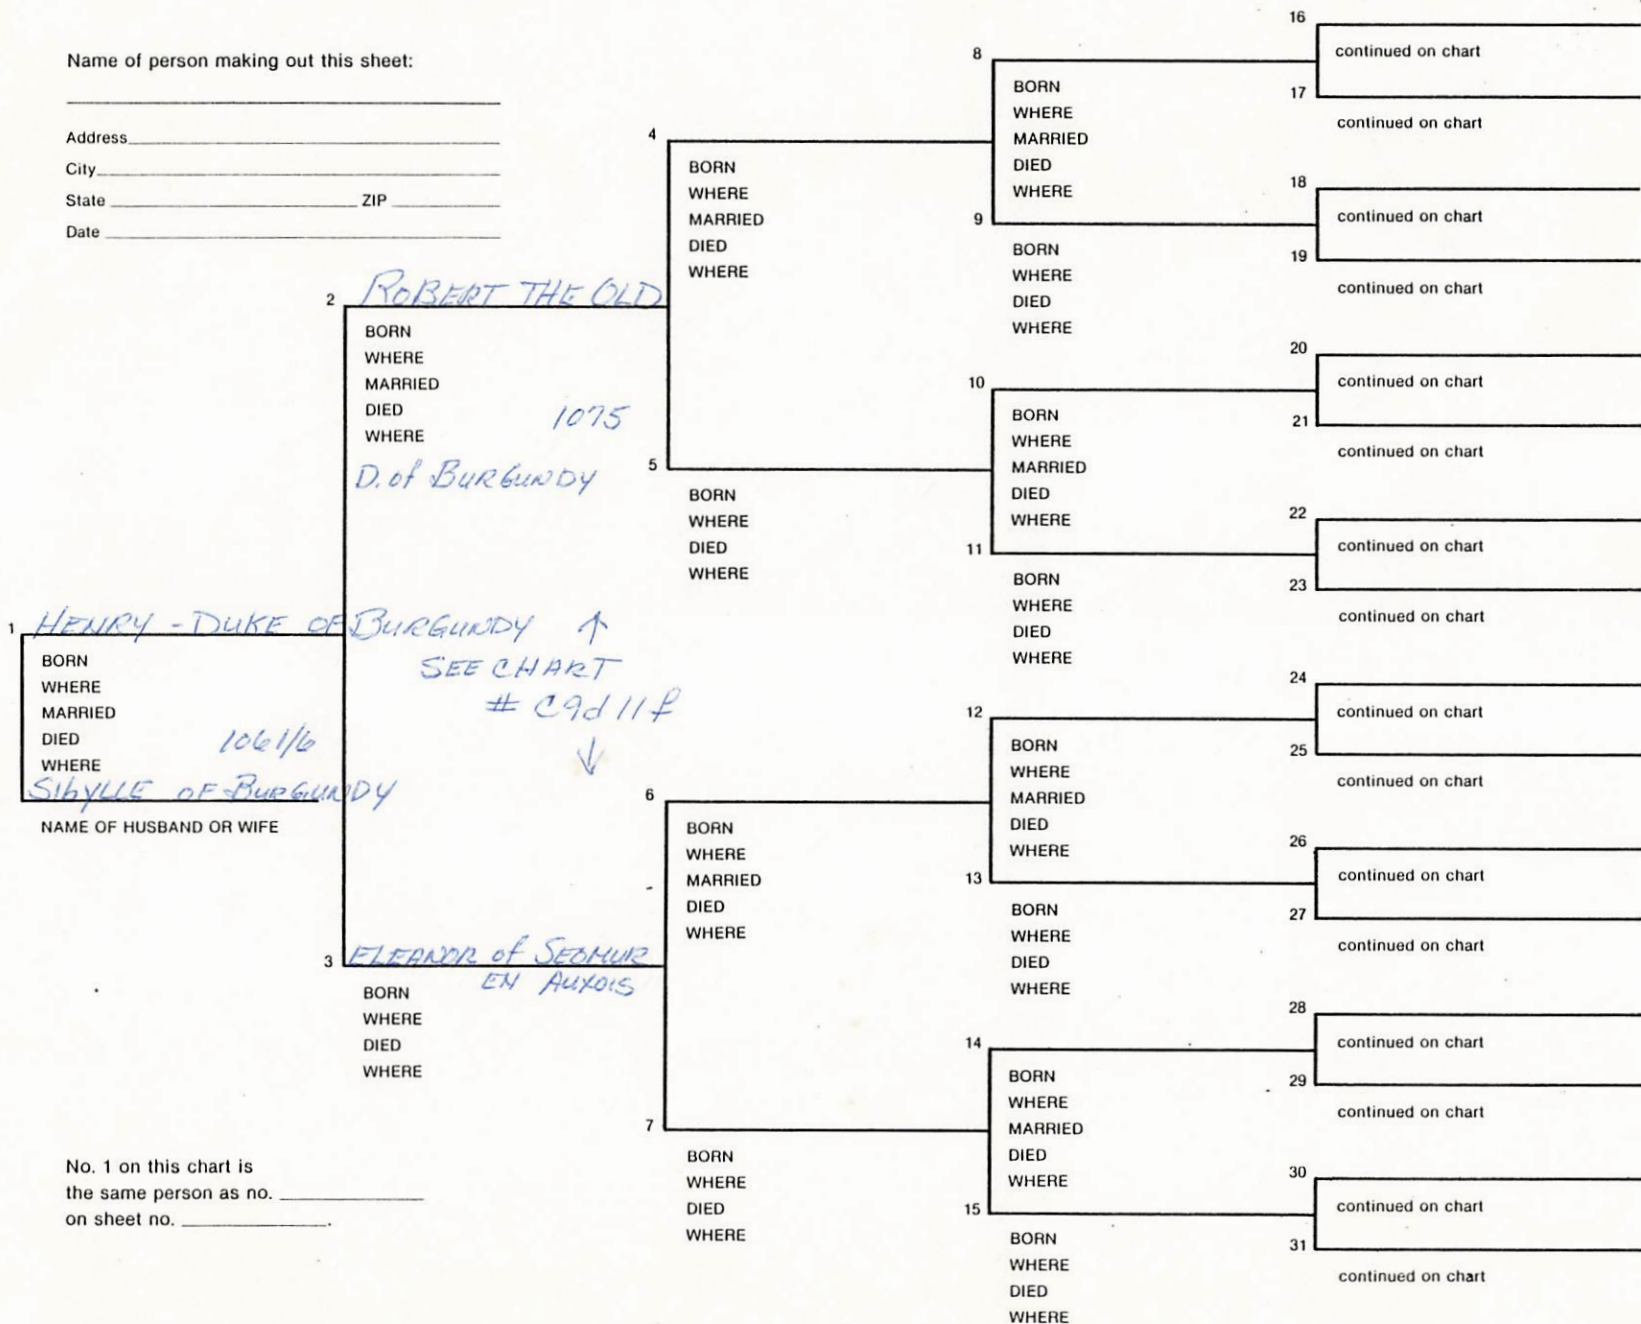 Name of person making out this sheet:
Address
City
State ZIP
Date
1 HENRY - DUKE OF BURGUNDY ↑
SEE CHART
# C9d11f
↓
BORN
WHERE
MARRIED
DIED 1061/6
WHERE
SIbYLLE OF BURGUNDY
NAME OF HUSBAND OR WIFE
No. 1 on this chart is
the same person as no.
on sheet no. .
2 ROBERT THE OLD
BORN
WHERE
MARRIED
DIED 1075
WHERE
D. of BURGUNDY
3 ELEANOR of SEOMUR
EN AUXOIS
BORN
WHERE
DIED
WHERE
4
BORN
WHERE
MARRIED
DIED
WHERE
5
BORN
WHERE
DIED
WHERE
6
BORN
WHERE
MARRIED
DIED
WHERE
7
BORN
WHERE
DIED
WHERE
8
BORN
WHERE
MARRIED
DIED
WHERE
9
BORN
WHERE
DIED
WHERE
10
BORN
WHERE
MARRIED
DIED
WHERE
11
BORN
WHERE
DIED
WHERE
12
BORN
WHERE
MARRIED
DIED
WHERE
13
BORN
WHERE
DIED
WHERE
14
BORN
WHERE
MARRIED
DIED
WHERE
15
BORN
WHERE
DIED
WHERE
16
continued on chart
17
continued on chart
18
continued on chart
19
continued on chart
20
continued on chart
21
continued on chart
22
continued on chart
23
continued on chart
24
continued on chart
25
continued on chart
26
continued on chart
27
continued on chart
28
continued on chart
29
continued on chart
30
continued on chart
31
continued on chart